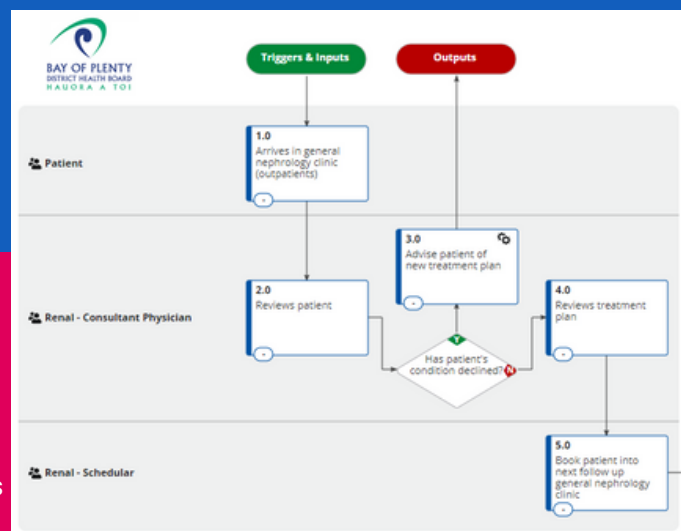 BAY OF PLENTY
DISTRICT HEALTH BOARD
HAUORA A TOI
Triggers & Inputs
Outputs
Patient
1.0
Arrives in general
nephrology clinic
(outpatients)
Renal - Consultant Physician
2.0
Reviews patient
3.0
Advise patient of
new treatment plan
Y
Has patient's
condition declined?
N
4.0
Reviews treatment
plan
Renal - Schedular
5.0
Book patient into
next follow up
general nephrology
clinic
s